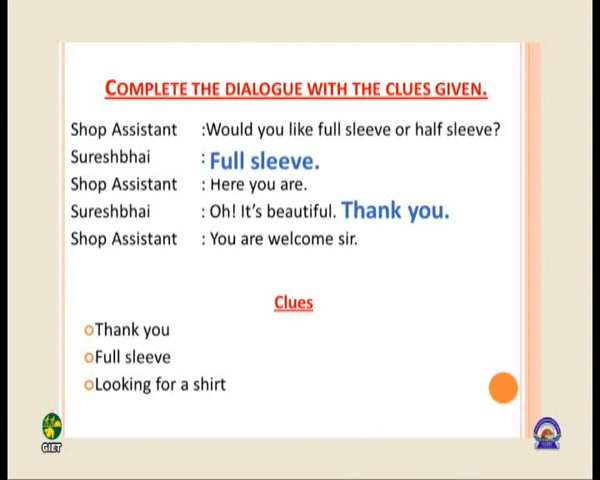 COMPLETE THE DIALOGUE WITH THE CLUES GIVEN.
Shop Assistant :Would you like full sleeve or half sleeve?
Sureshbhai : Full sleeve.
Shop Assistant : Here you are.
Sureshbhai : Oh! It's beautiful. Thank you.
Shop Assistant : You are welcome sir.
Clues
Thank you
Full sleeve
Looking for a shirt
GIET